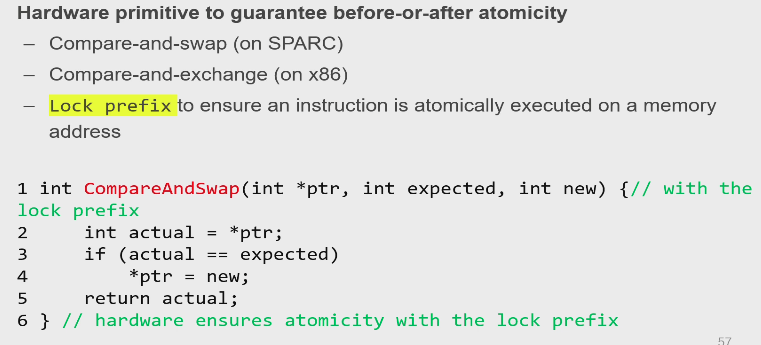 Hardware primitive to guarantee before-or-after atomicity
– Compare-and-swap (on SPARC)
– Compare-and-exchange (on x86)
– Lock prefix to ensure an instruction is atomically executed on a memory
address
1 int CompareAndSwap(int *ptr, int expected, int new) {// with the
lock prefix
2     int actual = *ptr;
3     if (actual == expected)
4         *ptr = new;
5     return actual;
6 } // hardware ensures atomicity with the lock prefix
57